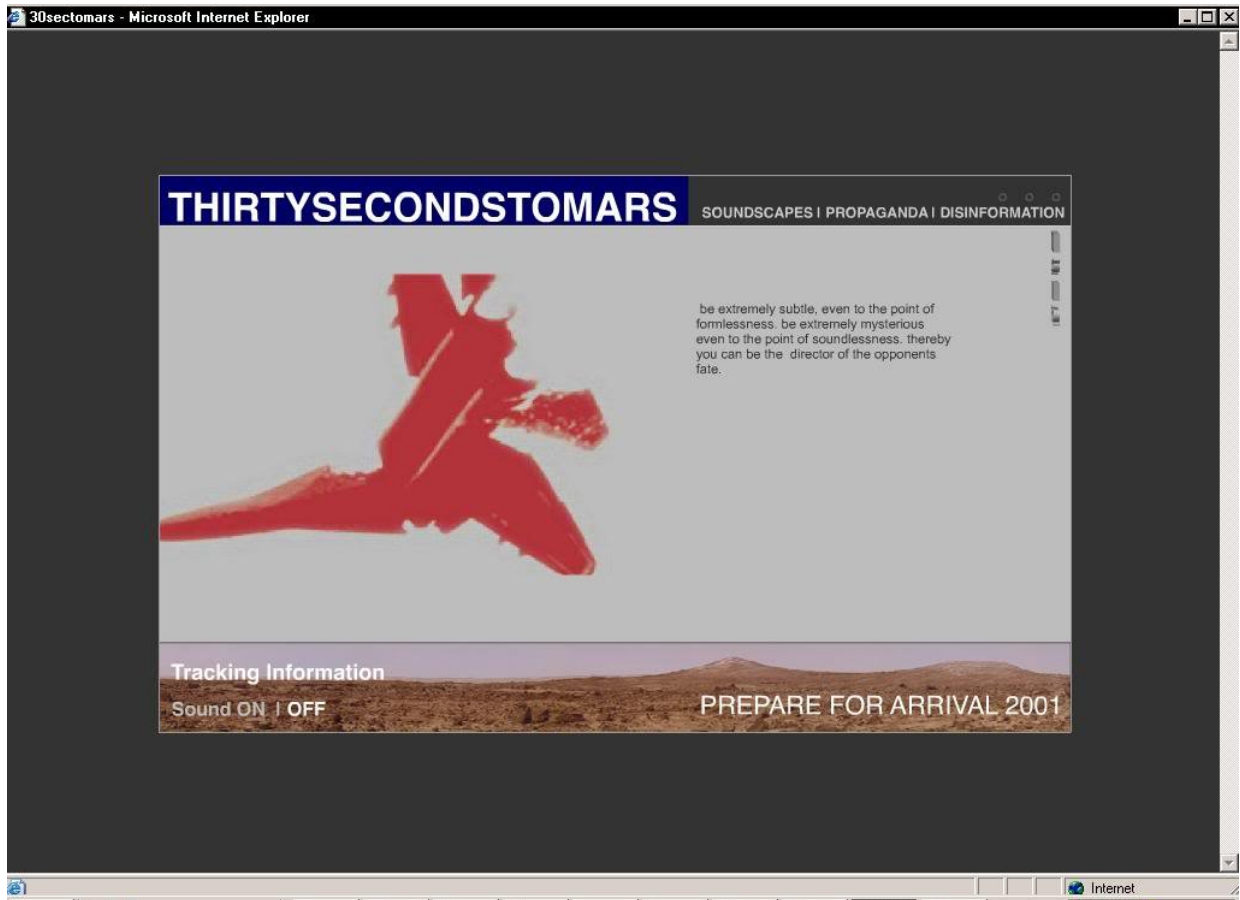 30sectomars - Microsoft Internet Explorer
THIRTYSECONDSTOMARS
SOUNDSCAPES I PROPAGANDA I DISINFORMATION
be extremely subtle, even to the point of
formlessness. be extremely mysterious
even to the point of soundlessness. thereby
you can be the director of the opponents
fate.
Tracking Information
Sound ON I OFF
PREPARE FOR ARRIVAL 2001
Internet